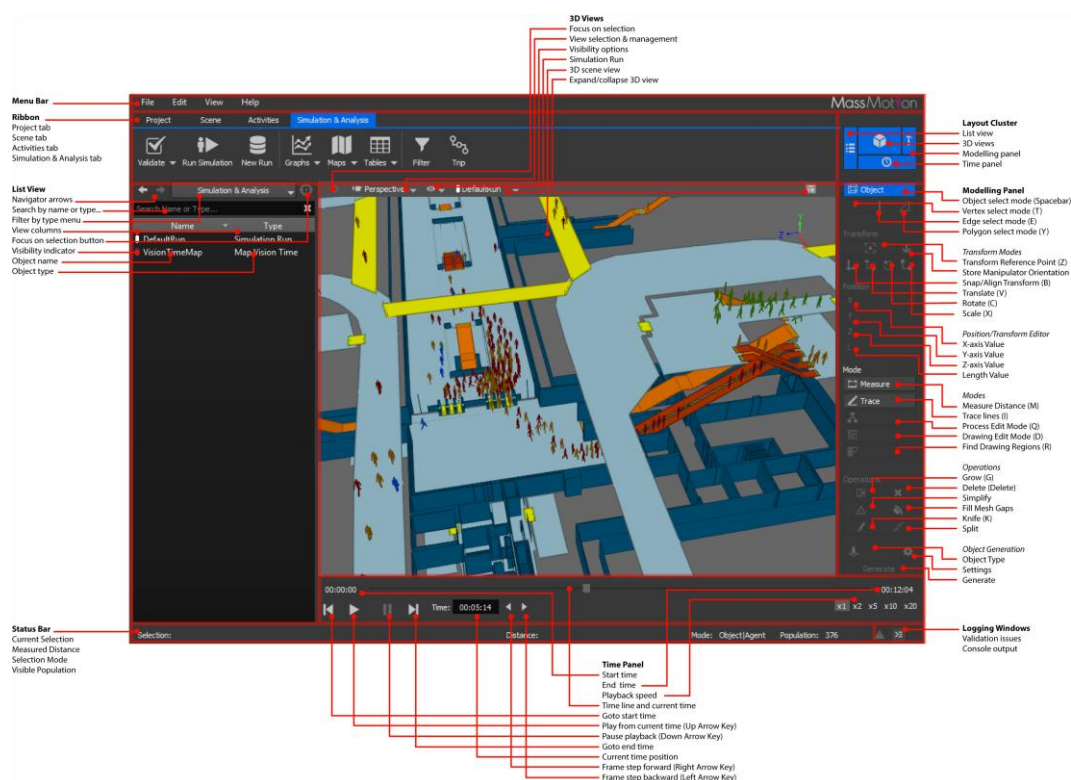 3D Views
Focus on selection
View selection & management
Visibility options
Simulation Run
3D scene view
Expand/collapse 3D view
Menu Bar
File Edit View Help
MassMotion
Ribbon
Project tab
Scene tab
Activities tab
Simulation & Analysis tab
Project Scene Activities Simulation & Analysis
Validate Run Simulation New Run Graphs Maps Tables Filter Trip
T
Layout Cluster
List view
3D views
Modelling panel
Time panel
List View
Navigator arrows
Search by name or type...
Filter by type menu
View columns
Focus on selection button
Visibility indicator
Object name
Object type
Simulation & Analysis
Search Name or Type...
Name Type
DefaultRun Simulation Run
VisionTimeMap Map Vision Time
Perspective DefaultRun
Y
Z
Object
Transform
Position
X
Y
Z
L
Mode
Measure
Trace
Operations
Generate
Modelling Panel
Object select mode (Spacebar)
Vertex select mode (T)
Edge select mode (E)
Polygon select mode (Y)
Transform Modes
Transform Reference Point (Z)
Store Manipulator Orientation
Snap/Align Transform (B)
Translate (V)
Rotate (C)
Scale (X)
Position/Transform Editor
X-axis Value
Y-axis Value
Z-axis Value
Length Value
Modes
Measure Distance (M)
Trace lines (I)
Process Edit Mode (Q)
Drawing Edit Mode (D)
Find Drawing Regions (R)
Operations
Grow (G)
Delete (Delete)
Simplify
Fill Mesh Gaps
Knife (K)
Split
Object Generation
Object Type
Settings
Generate
00:00:00 00:12:04
Time: 00:05:14 x1 x2 x5 x10 x20
Status Bar
Current Selection
Measured Distance
Selection Mode
Visible Population
Selection: Distance: Mode: Object|Agent Population: 376
Logging Windows
Validation issues
Console output
Time Panel
Start time
End time
Playback speed
Time line and current time
Goto start time
Play from current time (Up Arrow Key)
Pause playback (Down Arrow Key)
Goto end time
Current time position
Frame step forward (Right Arrow Key)
Frame step backward (Left Arrow Key)